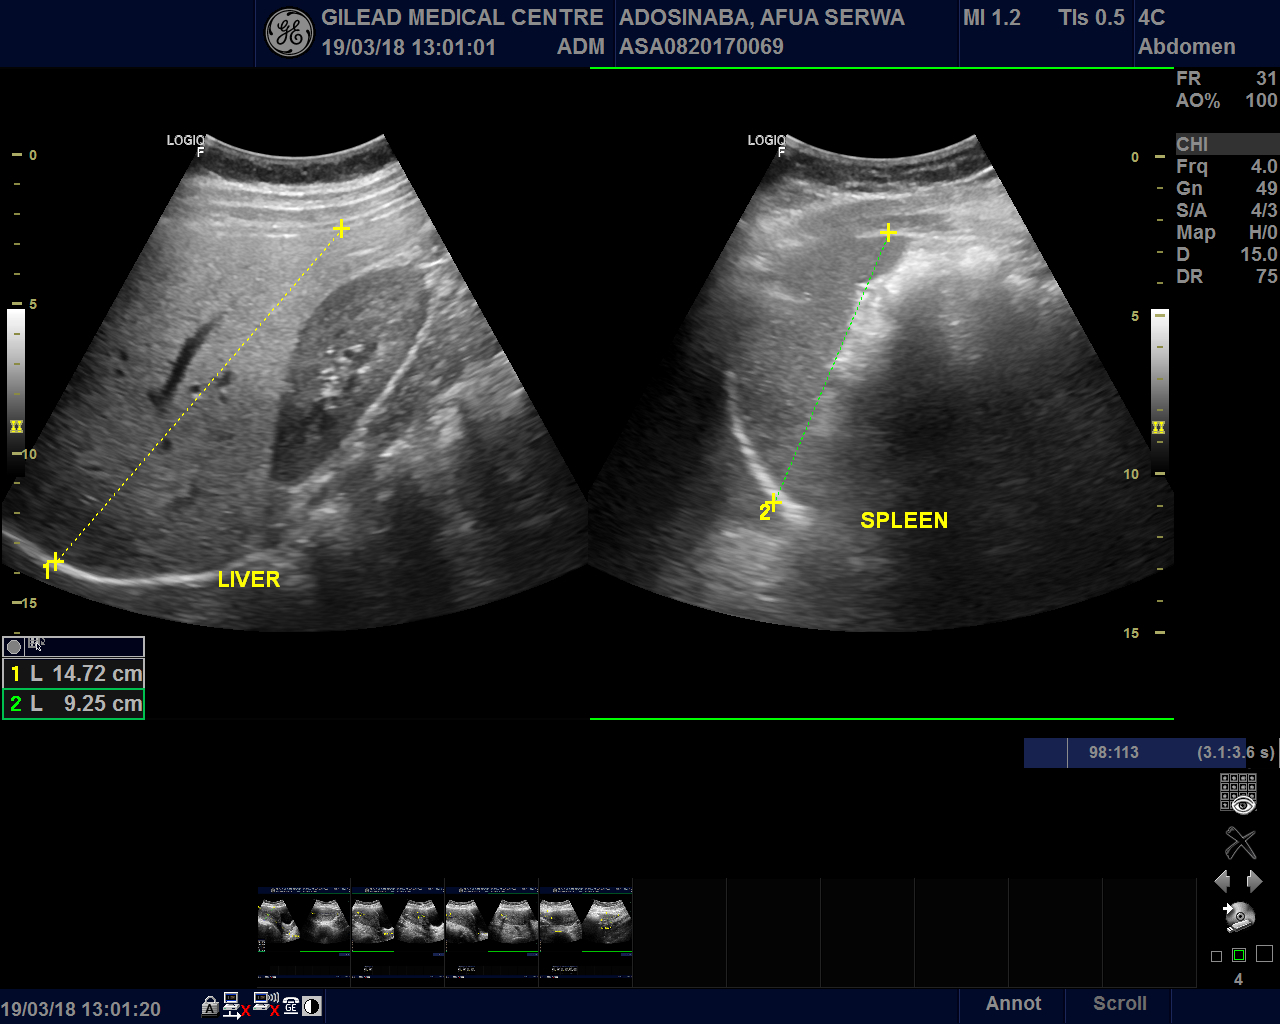 GILEAD MEDICAL CENTRE
19/03/18 13:01:01 ADM
ADOSINABA, AFUA SERWA
ASA0820170069
MI 1.2 TIs 0.5
4C
Abdomen
FR 31
AO% 100
CHI
Frq 4.0
Gn 49
S/A 4/3
Map H/0
D 15.0
DR 75
LOGIQ
F
0
5
10
15
1
LIVER
LOGIQ
F
0
5
10
15
2
SPLEEN
1 L 14.72 cm
2 L 9.25 cm
98:113 (3.1:3.6 s)
4
19/03/18 13:01:20
Annot
Scroll